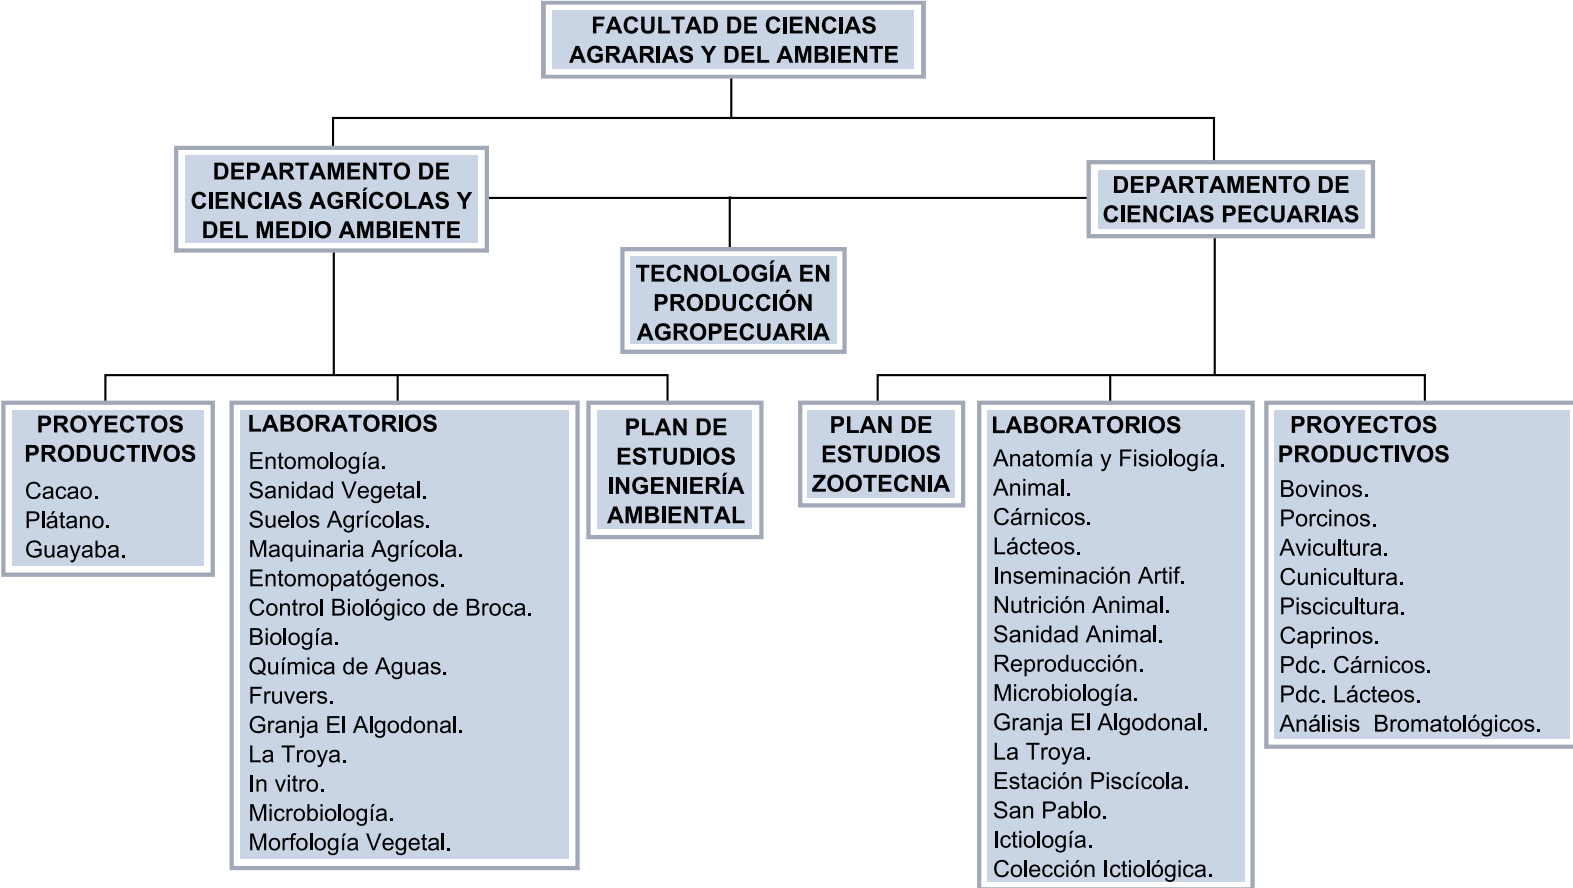 FACULTAD DE CIENCIAS
AGRARIAS Y DEL AMBIENTE
DEPARTAMENTO DE
CIENCIAS AGRÍCOLAS Y
DEL MEDIO AMBIENTE
DEPARTAMENTO DE
CIENCIAS PECUARIAS
TECNOLOGÍA EN
PRODUCCIÓN
AGROPECUARIA
PROYECTOS
PRODUCTIVOS
Cacao.
Plátano.
Guayaba.
LABORATORIOS
Entomología.
Sanidad Vegetal.
Suelos Agrícolas.
Maquinaria Agrícola.
Entomopatógenos.
Control Biológico de Broca.
Biología.
Química de Aguas.
Fruvers.
Granja El Algodonal.
La Troya.
In vitro.
Microbiología.
Morfología Vegetal.
PLAN DE
ESTUDIOS
INGENIERÍA
AMBIENTAL
PLAN DE
ESTUDIOS
ZOOTECNIA
LABORATORIOS
Anatomía y Fisiología.
Animal.
Cárnicos.
Lácteos.
Inseminación Artif.
Nutrición Animal.
Sanidad Animal.
Reproducción.
Microbiología.
Granja El Algodonal.
La Troya.
Estación Piscícola.
San Pablo.
Ictiología.
Colección Ictiológica.
PROYECTOS
PRODUCTIVOS
Bovinos.
Porcinos.
Avicultura.
Cunicultura.
Piscicultura.
Caprinos.
Pdc. Cárnicos.
Pdc. Lácteos.
Análisis Bromatológicos.